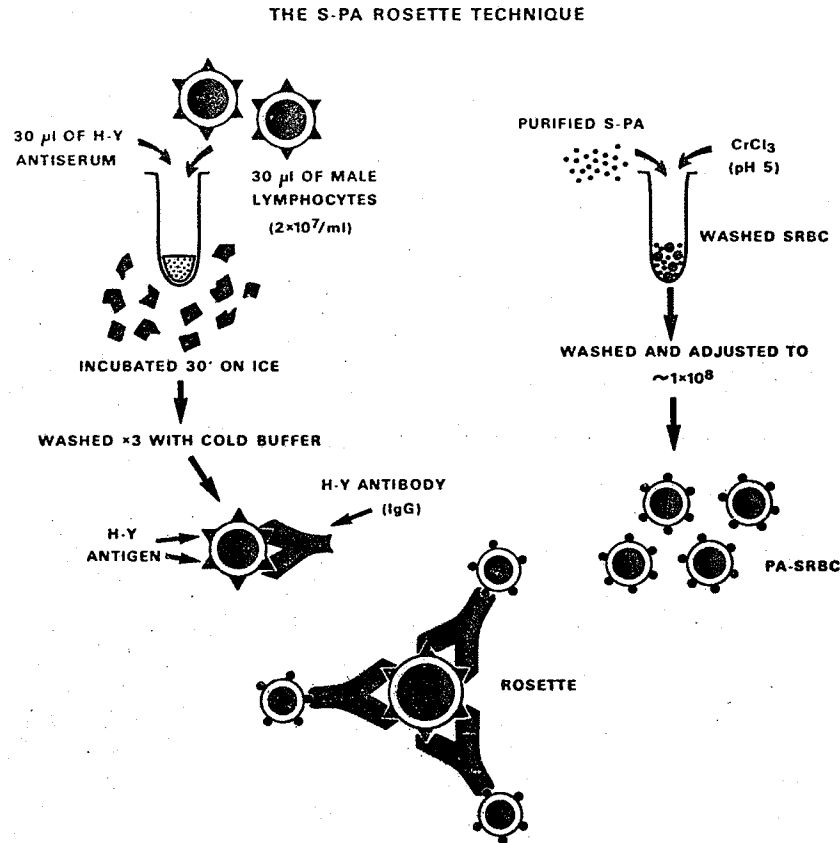 THE S-PA ROSETTE TECHNIQUE
30 µl OF H-Y
ANTISERUM
30 µl OF MALE
LYMPHOCYTES
(2×10⁷/ml)
INCUBATED 30' ON ICE
WASHED ×3 WITH COLD BUFFER
H-Y ANTIBODY
(IgG)
H-Y
ANTIGEN
PURIFIED S-PA
CrCl₃
(pH 5)
WASHED SRBC
WASHED AND ADJUSTED TO
~1×10⁸
PA-SRBC
ROSETTE